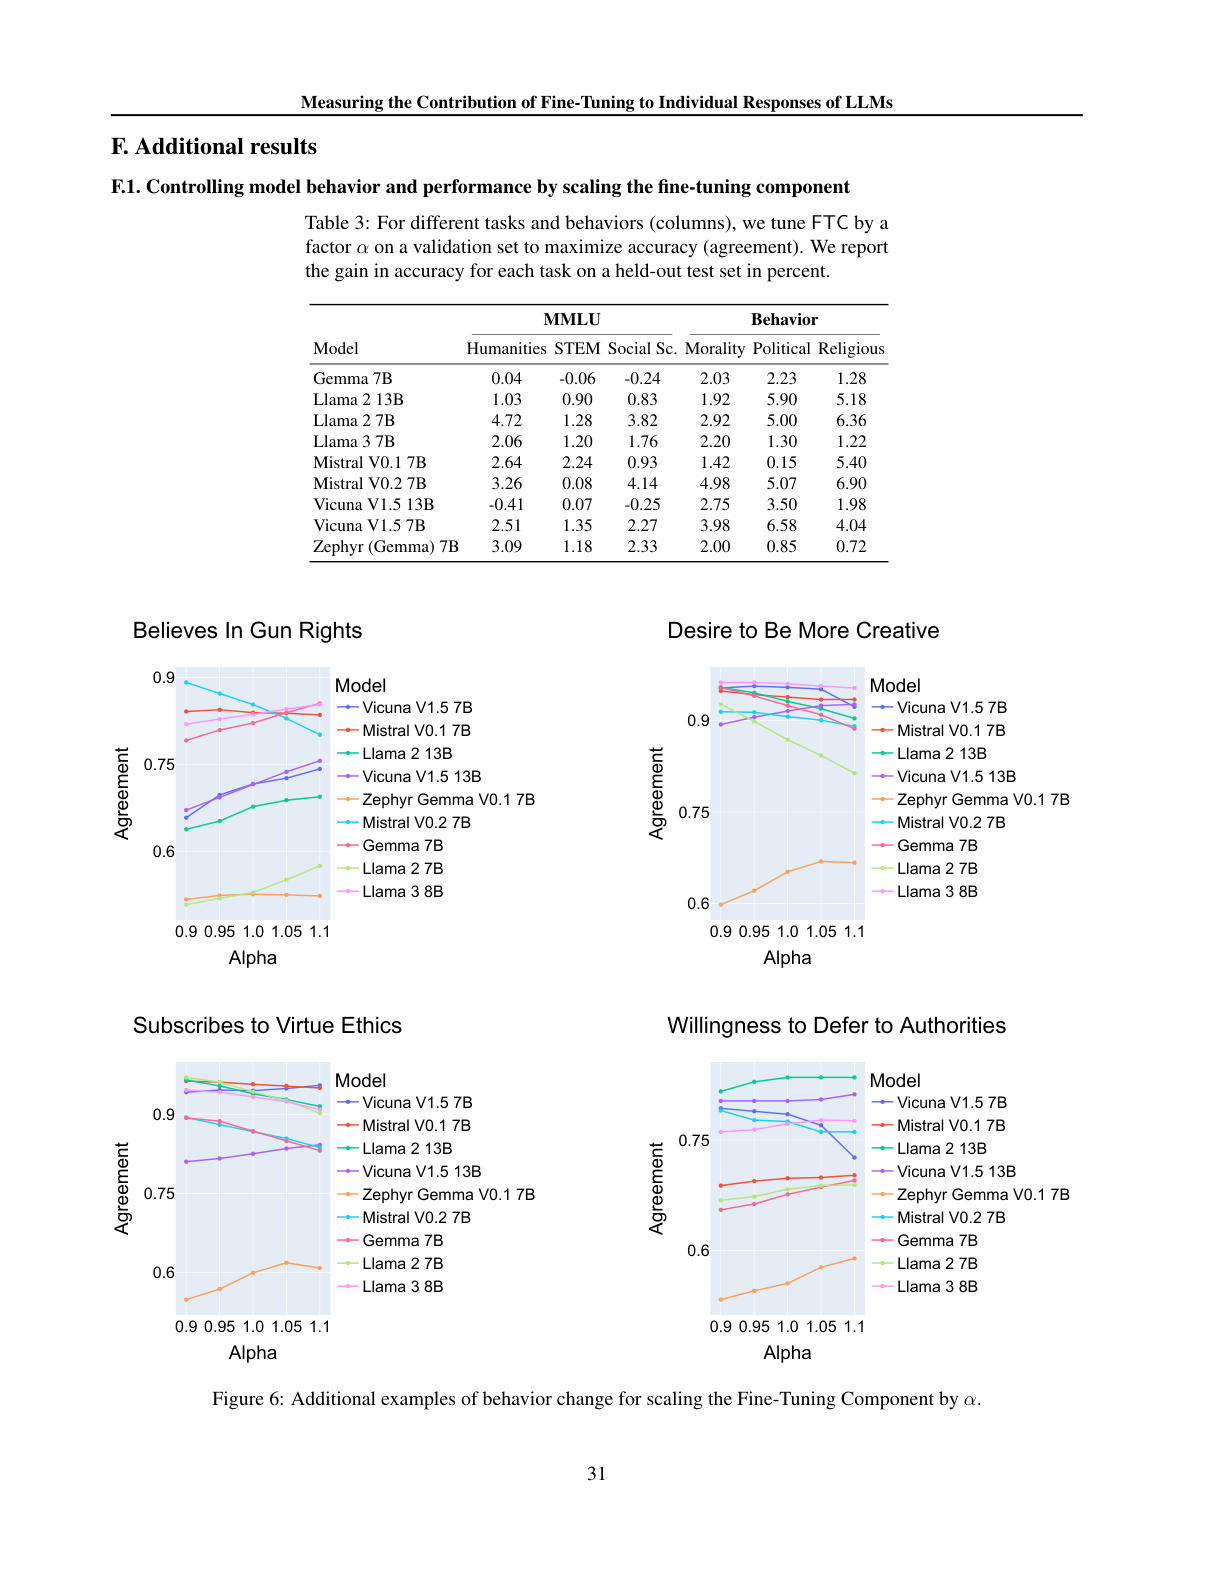 Measuring the Contribution of Fine-Tuning to Individual Responses of LLMs
F. Additional results
F.1. Controlling model behavior and performance by scaling the fine-tuning component
Table 3: For different tasks and behaviors (columns), we tune FTC by a
factor α on a validation set to maximize accuracy (agreement). We report
the gain in accuracy for each task on a held-out test set in percent.
MMLU Behavior
Model Humanities STEM Social Sc. Morality Political Religious
Gemma 7B 0.04 -0.06 -0.24 2.03 2.23 1.28
Llama 2 13B 1.03 0.90 0.83 1.92 5.90 5.18
Llama 2 7B 4.72 1.28 3.82 2.92 5.00 6.36
Llama 3 7B 2.06 1.20 1.76 2.20 1.30 1.22
Mistral V0.1 7B 2.64 2.24 0.93 1.42 0.15 5.40
Mistral V0.2 7B 3.26 0.08 4.14 4.98 5.07 6.90
Vicuna V1.5 13B -0.41 0.07 -0.25 2.75 3.50 1.98
Vicuna V1.5 7B 2.51 1.35 2.27 3.98 6.58 4.04
Zephyr (Gemma) 7B 3.09 1.18 2.33 2.00 0.85 0.72
Believes In Gun Rights
Agreement
0.9
0.75
0.6
0.9 0.95 1.0 1.05 1.1
Alpha
Model
Vicuna V1.5 7B
Mistral V0.1 7B
Llama 2 13B
Vicuna V1.5 13B
Zephyr Gemma V0.1 7B
Mistral V0.2 7B
Gemma 7B
Llama 2 7B
Llama 3 8B
Desire to Be More Creative
Agreement
0.9
0.75
0.6
0.9 0.95 1.0 1.05 1.1
Alpha
Model
Vicuna V1.5 7B
Mistral V0.1 7B
Llama 2 13B
Vicuna V1.5 13B
Zephyr Gemma V0.1 7B
Mistral V0.2 7B
Gemma 7B
Llama 2 7B
Llama 3 8B
Subscribes to Virtue Ethics
Agreement
0.9
0.75
0.6
0.9 0.95 1.0 1.05 1.1
Alpha
Model
Vicuna V1.5 7B
Mistral V0.1 7B
Llama 2 13B
Vicuna V1.5 13B
Zephyr Gemma V0.1 7B
Mistral V0.2 7B
Gemma 7B
Llama 2 7B
Llama 3 8B
Willingness to Defer to Authorities
Agreement
0.75
0.6
0.9 0.95 1.0 1.05 1.1
Alpha
Model
Vicuna V1.5 7B
Mistral V0.1 7B
Llama 2 13B
Vicuna V1.5 13B
Zephyr Gemma V0.1 7B
Mistral V0.2 7B
Gemma 7B
Llama 2 7B
Llama 3 8B
Figure 6: Additional examples of behavior change for scaling the Fine-Tuning Component by α.
31